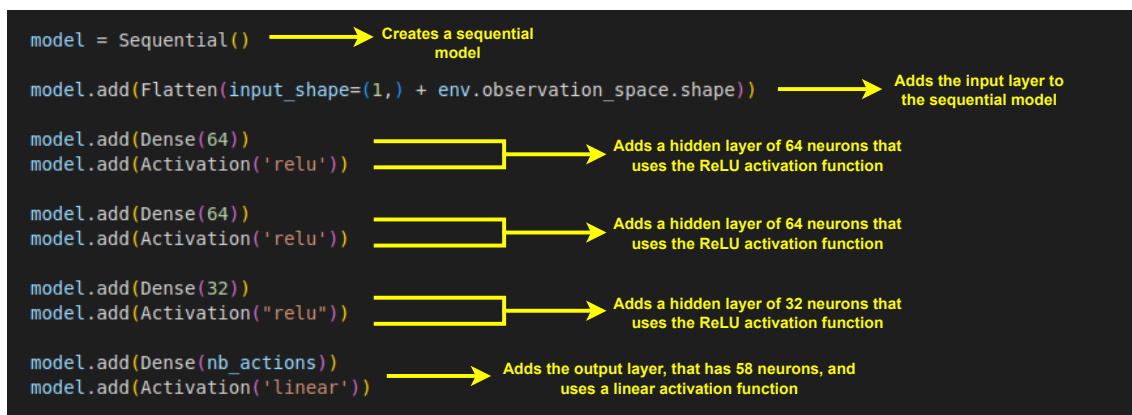 model = Sequential()
Creates a sequential
model
model.add(Flatten(input_shape=(1,) + env.observation_space.shape))
Adds the input layer to
the sequential model
model.add(Dense(64))
model.add(Activation('relu'))
Adds a hidden layer of 64 neurons that
uses the ReLU activation function
model.add(Dense(64))
model.add(Activation('relu'))
Adds a hidden layer of 64 neurons that
uses the ReLU activation function
model.add(Dense(32))
model.add(Activation("relu"))
Adds a hidden layer of 32 neurons that
uses the ReLU activation function
model.add(Dense(nb_actions))
model.add(Activation('linear'))
Adds the output layer, that has 58 neurons, and
uses a linear activation function